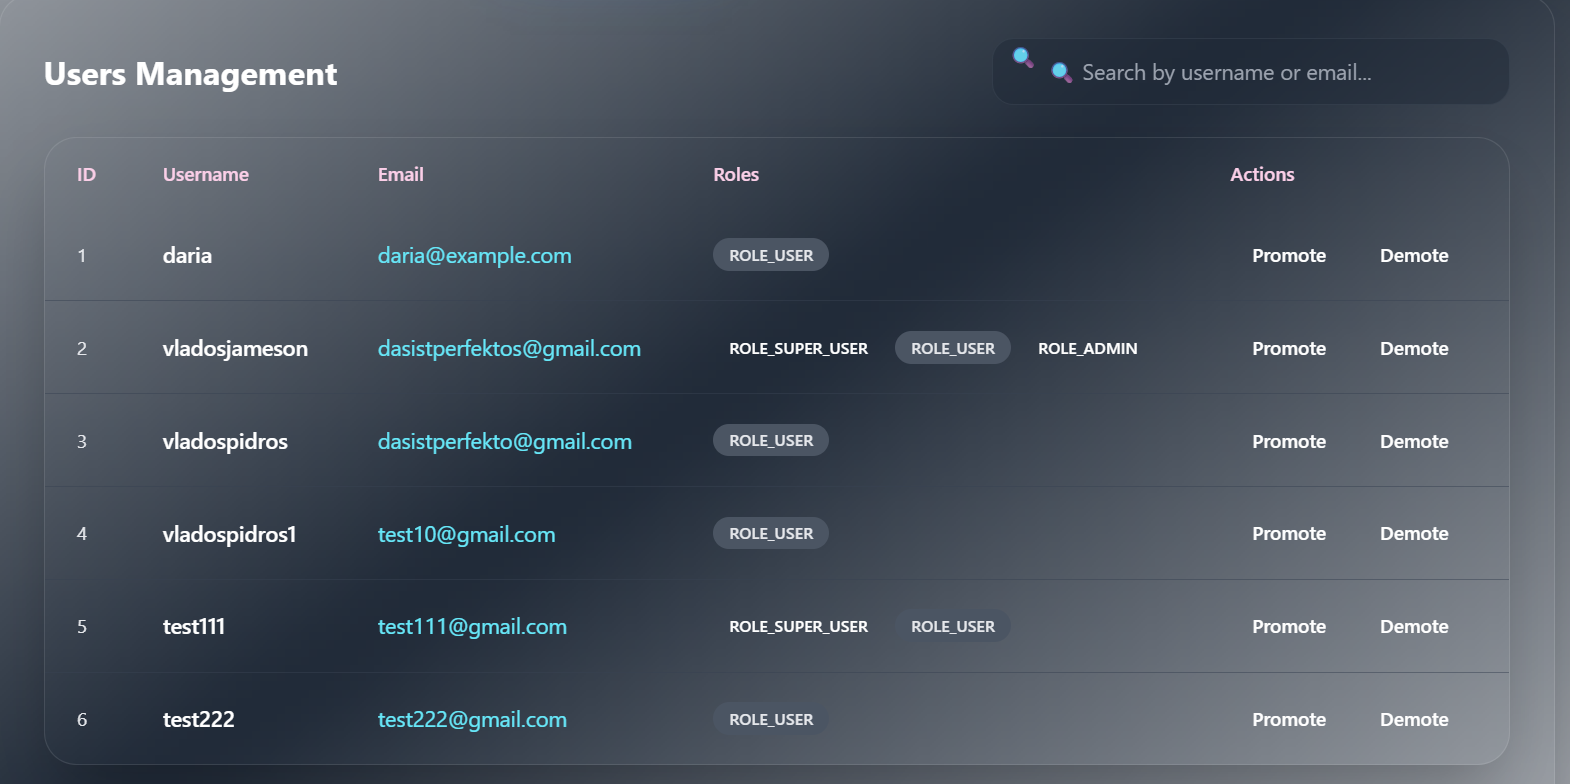 Users Management
🔍 🔍 Search by username or email...
ID Username Email Roles Actions
1 daria daria@example.com ROLE_USER Promote Demote
2 vladosjameson dasistperfektos@gmail.com ROLE_SUPER_USER ROLE_USER ROLE_ADMIN Promote Demote
3 vladospidros dasistperfekto@gmail.com ROLE_USER Promote Demote
4 vladospidros1 test10@gmail.com ROLE_USER Promote Demote
5 test111 test111@gmail.com ROLE_SUPER_USER ROLE_USER Promote Demote
6 test222 test222@gmail.com ROLE_USER Promote Demote